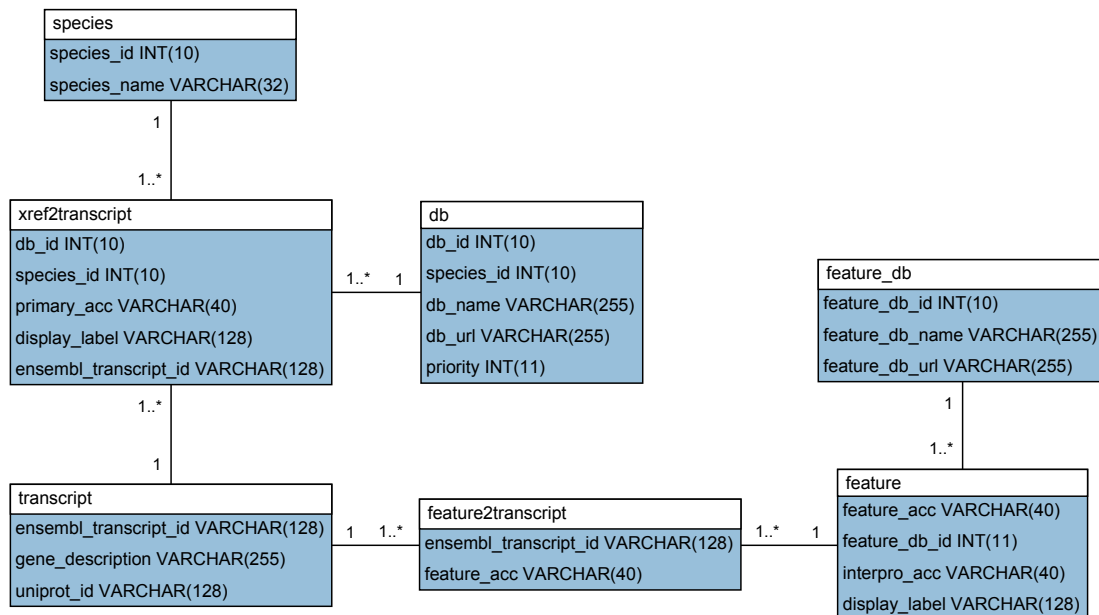 species
species_id INT(10)
species_name VARCHAR(32)
1
1..*
xref2transcript
db_id INT(10)
species_id INT(10)
primary_acc VARCHAR(40)
display_label VARCHAR(128)
ensembl_transcript_id VARCHAR(128)
1..*
1
db
db_id INT(10)
species_id INT(10)
db_name VARCHAR(255)
db_url VARCHAR(255)
priority INT(11)
feature_db
feature_db_id INT(10)
feature_db_name VARCHAR(255)
feature_db_url VARCHAR(255)
1..*
1
1
1..*
transcript
ensembl_transcript_id VARCHAR(128)
gene_description VARCHAR(255)
uniprot_id VARCHAR(128)
1
1..*
feature2transcript
ensembl_transcript_id VARCHAR(128)
feature_acc VARCHAR(40)
1..*
1
feature
feature_acc VARCHAR(40)
feature_db_id INT(11)
interpro_acc VARCHAR(40)
display_label VARCHAR(128)